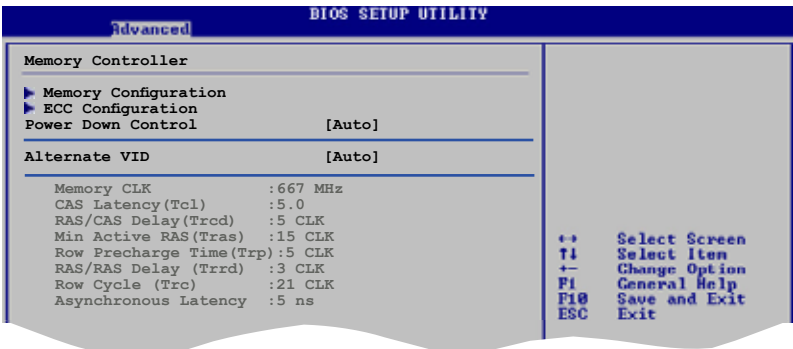 BIOS SETUP UTILITY
Advanced
Memory Controller
Memory Configuration
ECC Configuration
Power Down Control [Auto]
Alternate VID [Auto]
Memory CLK :667 MHz
CAS Latency(Tcl) :5.0
RAS/CAS Delay(Trcd) :5 CLK
Min Active RAS(Tras) :15 CLK
Row Precharge Time(Trp):5 CLK
RAS/RAS Delay (Trrd) :3 CLK
Row Cycle (Trc) :21 CLK
Asynchronous Latency :5 ns
←→ Select Screen
↑↓ Select Item
+- Change Option
F1 General Help
F10 Save and Exit
ESC Exit